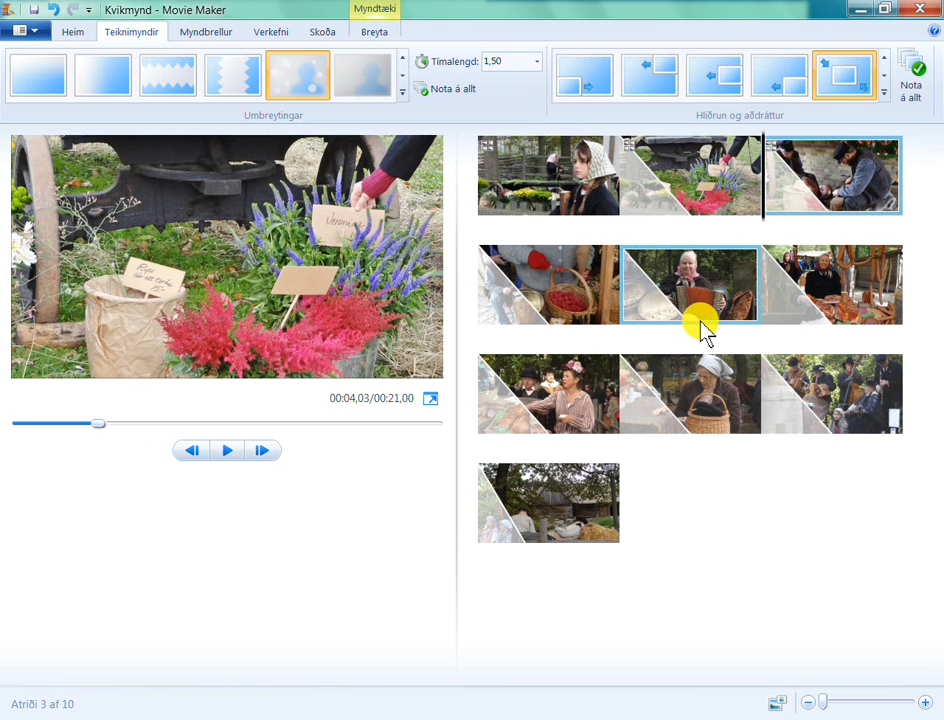 Kvikmynd - Movie Maker
Myndtæki
Heim
Teiknimyndir
Myndbrellur
Verkefni
Skoða
Breyta
Tímalengd: 1,50
Nota á allt
Umbreytingar
Hliðrun og aðdráttur
Nota
á allt
Veronica
00:04,03/00:21,00
Atriði 3 af 10